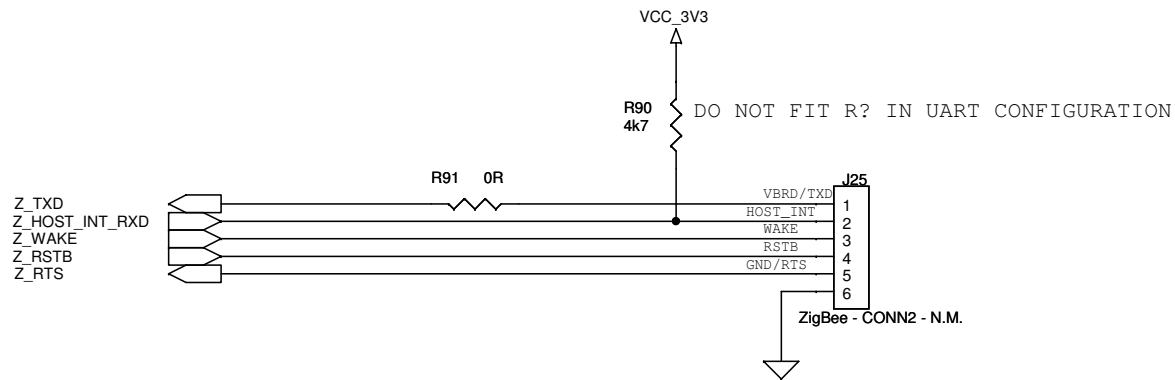 VCC_3V3
R90
4k7
DO NOT FIT R? IN UART CONFIGURATION
R91 0R
J25
Z_TXD VBRD/TXD 1
Z_HOST_INT_RXD HOST_INT 2
Z_WAKE WAKE 3
Z_RSTB RSTB 4
Z_RTS GND/RTS 5
6
ZigBee - CONN2 - N.M.